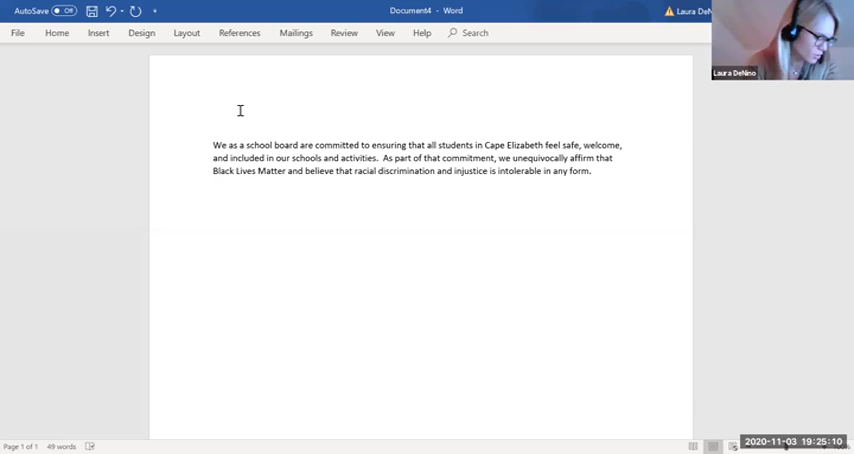 AutoSave Off
Document4 - Word
Laura DeN
File Home Insert Design Layout References Mailings Review View Help Search
Laura DeNino
We as a school board are committed to ensuring that all students in Cape Elizabeth feel safe, welcome,
and included in our schools and activities.  As part of that commitment, we unequivocally affirm that
Black Lives Matter and believe that racial discrimination and injustice is intolerable in any form.
Page 1 of 1 49 words
2020-11-03 19:25:10